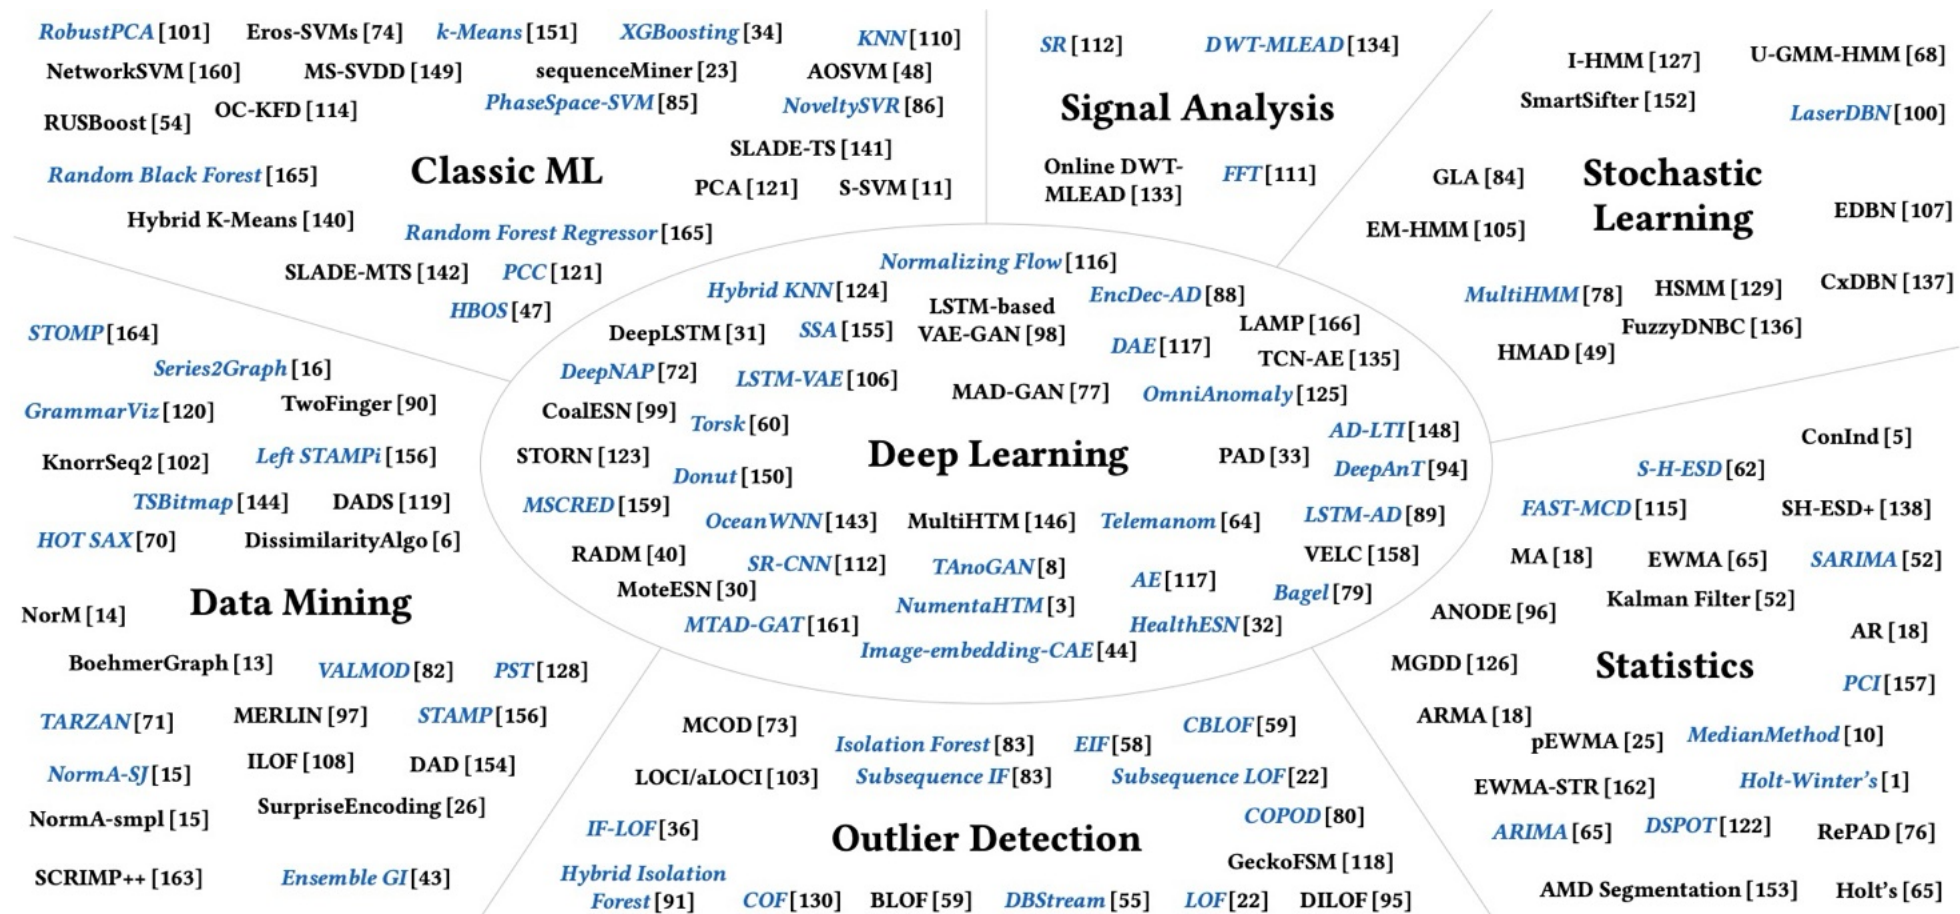 RobustPCA [101] Eros-SVMs [74] k-Means [151] XGBoosting [34] KNN [110]
NetworkSVM [160] MS-SVDD [149] sequenceMiner [23] AOSVM [48]
RUSBoost [54] OC-KFD [114] PhaseSpace-SVM [85] NoveltySVR [86]
SLADE-TS [141]
Random Black Forest [165] Classic ML PCA [121] S-SVM [11]
Hybrid K-Means [140] Random Forest Regressor [165]
SLADE-MTS [142] PCC [121]
HBOS [47]
SR [112] DWT-MLEAD [134]
Signal Analysis
Online DWT-
MLEAD [133] FFT [111]
I-HMM [127] U-GMM-HMM [68]
SmartSifter [152] LaserDBN [100]
GLA [84] Stochastic
Learning EDBN [107]
EM-HMM [105]
MultiHMM [78] HSMM [129] CxDBN [137]
FuzzyDNBC [136]
HMAD [49]
STOMP [164]
Series2Graph [16]
GrammarViz [120] TwoFinger [90]
KnorrSeq2 [102] Left STAMPi [156]
TSBitmap [144] DADS [119]
HOT SAX [70] DissimilarityAlgo [6]
NorM [14] Data Mining
BoehmerGraph [13] VALMOD [82] PST [128]
TARZAN [71] MERLIN [97] STAMP [156]
NormA-SJ [15] ILOF [108] DAD [154]
NormA-smpl [15] SurpriseEncoding [26]
SCRIMP++ [163] Ensemble GI [43]
Normalizing Flow [116]
Hybrid KNN [124] LSTM-based
VAE-GAN [98] EncDec-AD [88]
DeepLSTM [31] SSA [155] LAMP [166]
DAE [117] TCN-AE [135]
DeepNAP [72] LSTM-VAE [106] MAD-GAN [77] OmniAnomaly [125]
CoalESN [99] Torsk [60] AD-LTI [148]
STORN [123] Donut [150] Deep Learning PAD [33] DeepAnT [94]
MSCRED [159] OceanWNN [143] MultiHTM [146] Telemanom [64] LSTM-AD [89]
RADM [40] SR-CNN [112] TAnoGAN [8] AE [117] VELC [158]
MoteESN [30] NumentaHTM [3] Bagel [79]
MTAD-GAT [161] HealthESN [32]
Image-embedding-CAE [44]
MCOD [73] Isolation Forest [83] EIF [58] CBLOF [59]
LOCI/aLOCI [103] Subsequence IF [83] Subsequence LOF [22]
IF-LOF [36] Outlier Detection COPOD [80]
GeckoFSM [118]
Hybrid Isolation
Forest [91] COF [130] BLOF [59] DBStream [55] LOF [22] DILOF [95]
ConInd [5]
S-H-ESD [62]
FAST-MCD [115] SH-ESD+ [138]
MA [18] EWMA [65] SARIMA [52]
ANODE [96] Kalman Filter [52]
AR [18]
MGDD [126] Statistics PCI [157]
ARMA [18] pEWMA [25] MedianMethod [10]
EWMA-STR [162] Holt-Winter's [1]
ARIMA [65] DSPOT [122] RePAD [76]
AMD Segmentation [153] Holt's [65]